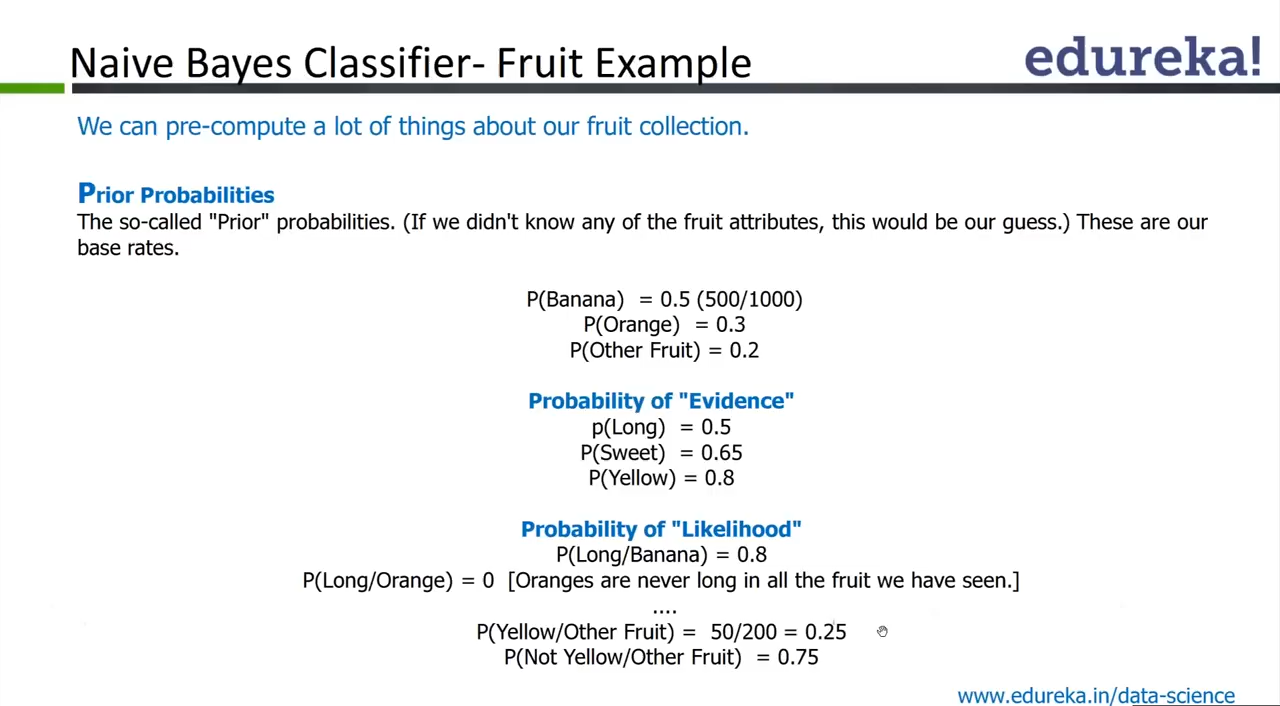 Naive Bayes Classifier- Fruit Example
edureka!
We can pre-compute a lot of things about our fruit collection.
Prior Probabilities
The so-called "Prior" probabilities. (If we didn't know any of the fruit attributes, this would be our guess.) These are our
base rates.
P(Banana) = 0.5 (500/1000)
P(Orange) = 0.3
P(Other Fruit) = 0.2
Probability of "Evidence"
p(Long) = 0.5
P(Sweet) = 0.65
P(Yellow) = 0.8
Probability of "Likelihood"
P(Long/Banana) = 0.8
P(Long/Orange) = 0 [Oranges are never long in all the fruit we have seen.]
....
P(Yellow/Other Fruit) = 50/200 = 0.25
P(Not Yellow/Other Fruit) = 0.75
www.edureka.in/data-science